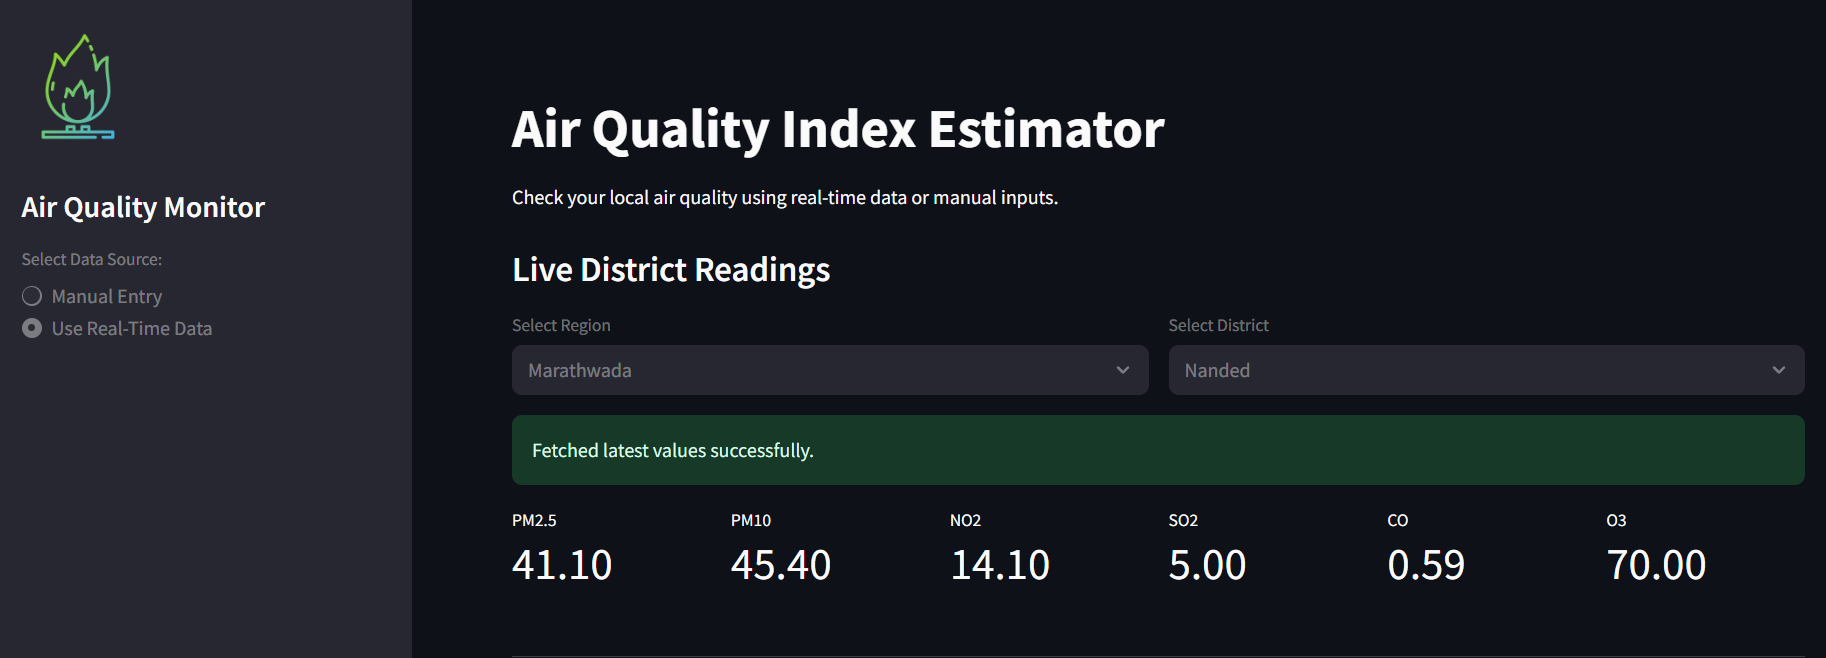 Air Quality Monitor
Select Data Source:
Manual Entry
Use Real-Time Data
Air Quality Index Estimator
Check your local air quality using real-time data or manual inputs.
Live District Readings
Select Region
Select District
Marathwada
Nanded
Fetched latest values successfully.
PM2.5 PM10 NO2 SO2 CO O3
41.10 45.40 14.10 5.00 0.59 70.00